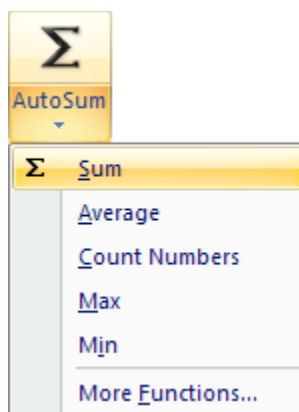 Σ
AutoSum
Σ Sum
Average
Count Numbers
Max
Min
More Functions...